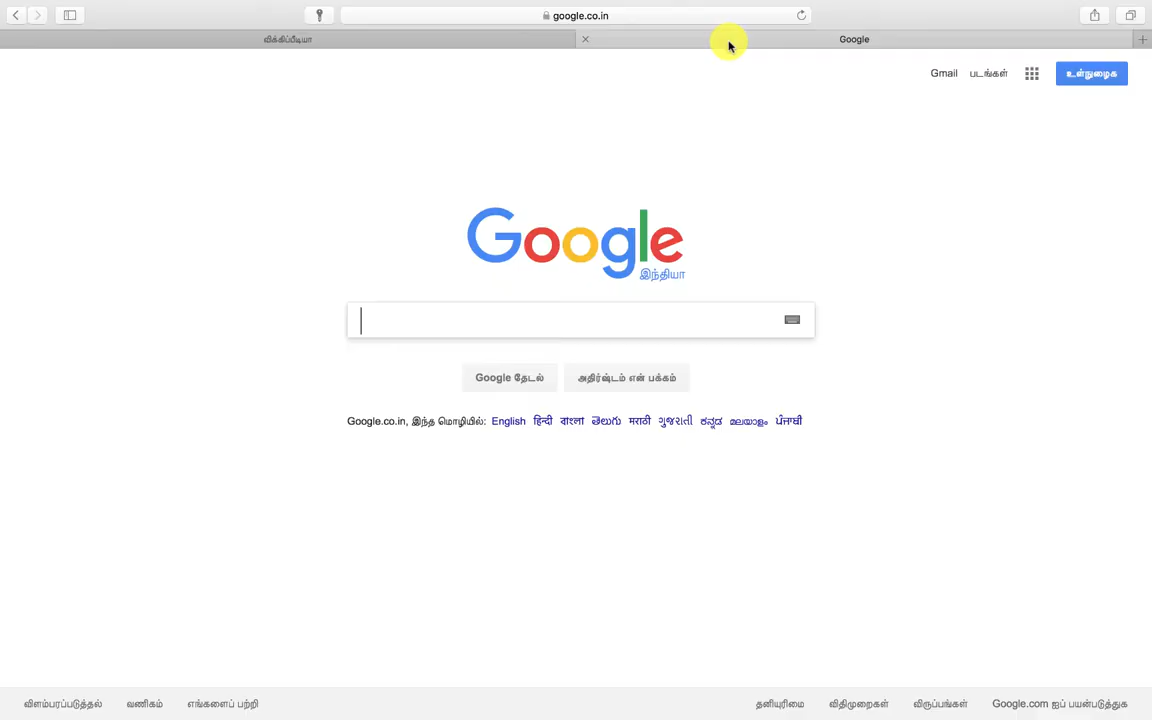 google.co.in
விக்கிப்பீடியா
Google
Gmail படங்கள் உள்நுழைக
Google
இந்தியா
Google தேடல் அதிர்ஷ்டம் என் பக்கம்
Google.co.in, இந்த மொழியில்: English हिन्दी বাংলা తెలుగు मराठी ગુજરાતી ಕನ್ನಡ മലയാളം ਪੰਜਾਬੀ
விளம்பரப்படுத்தல் வணிகம் எங்களைப் பற்றி தனியுரிமை விதிமுறைகள் விருப்பங்கள் Google.com ஐப் பயன்படுத்துக